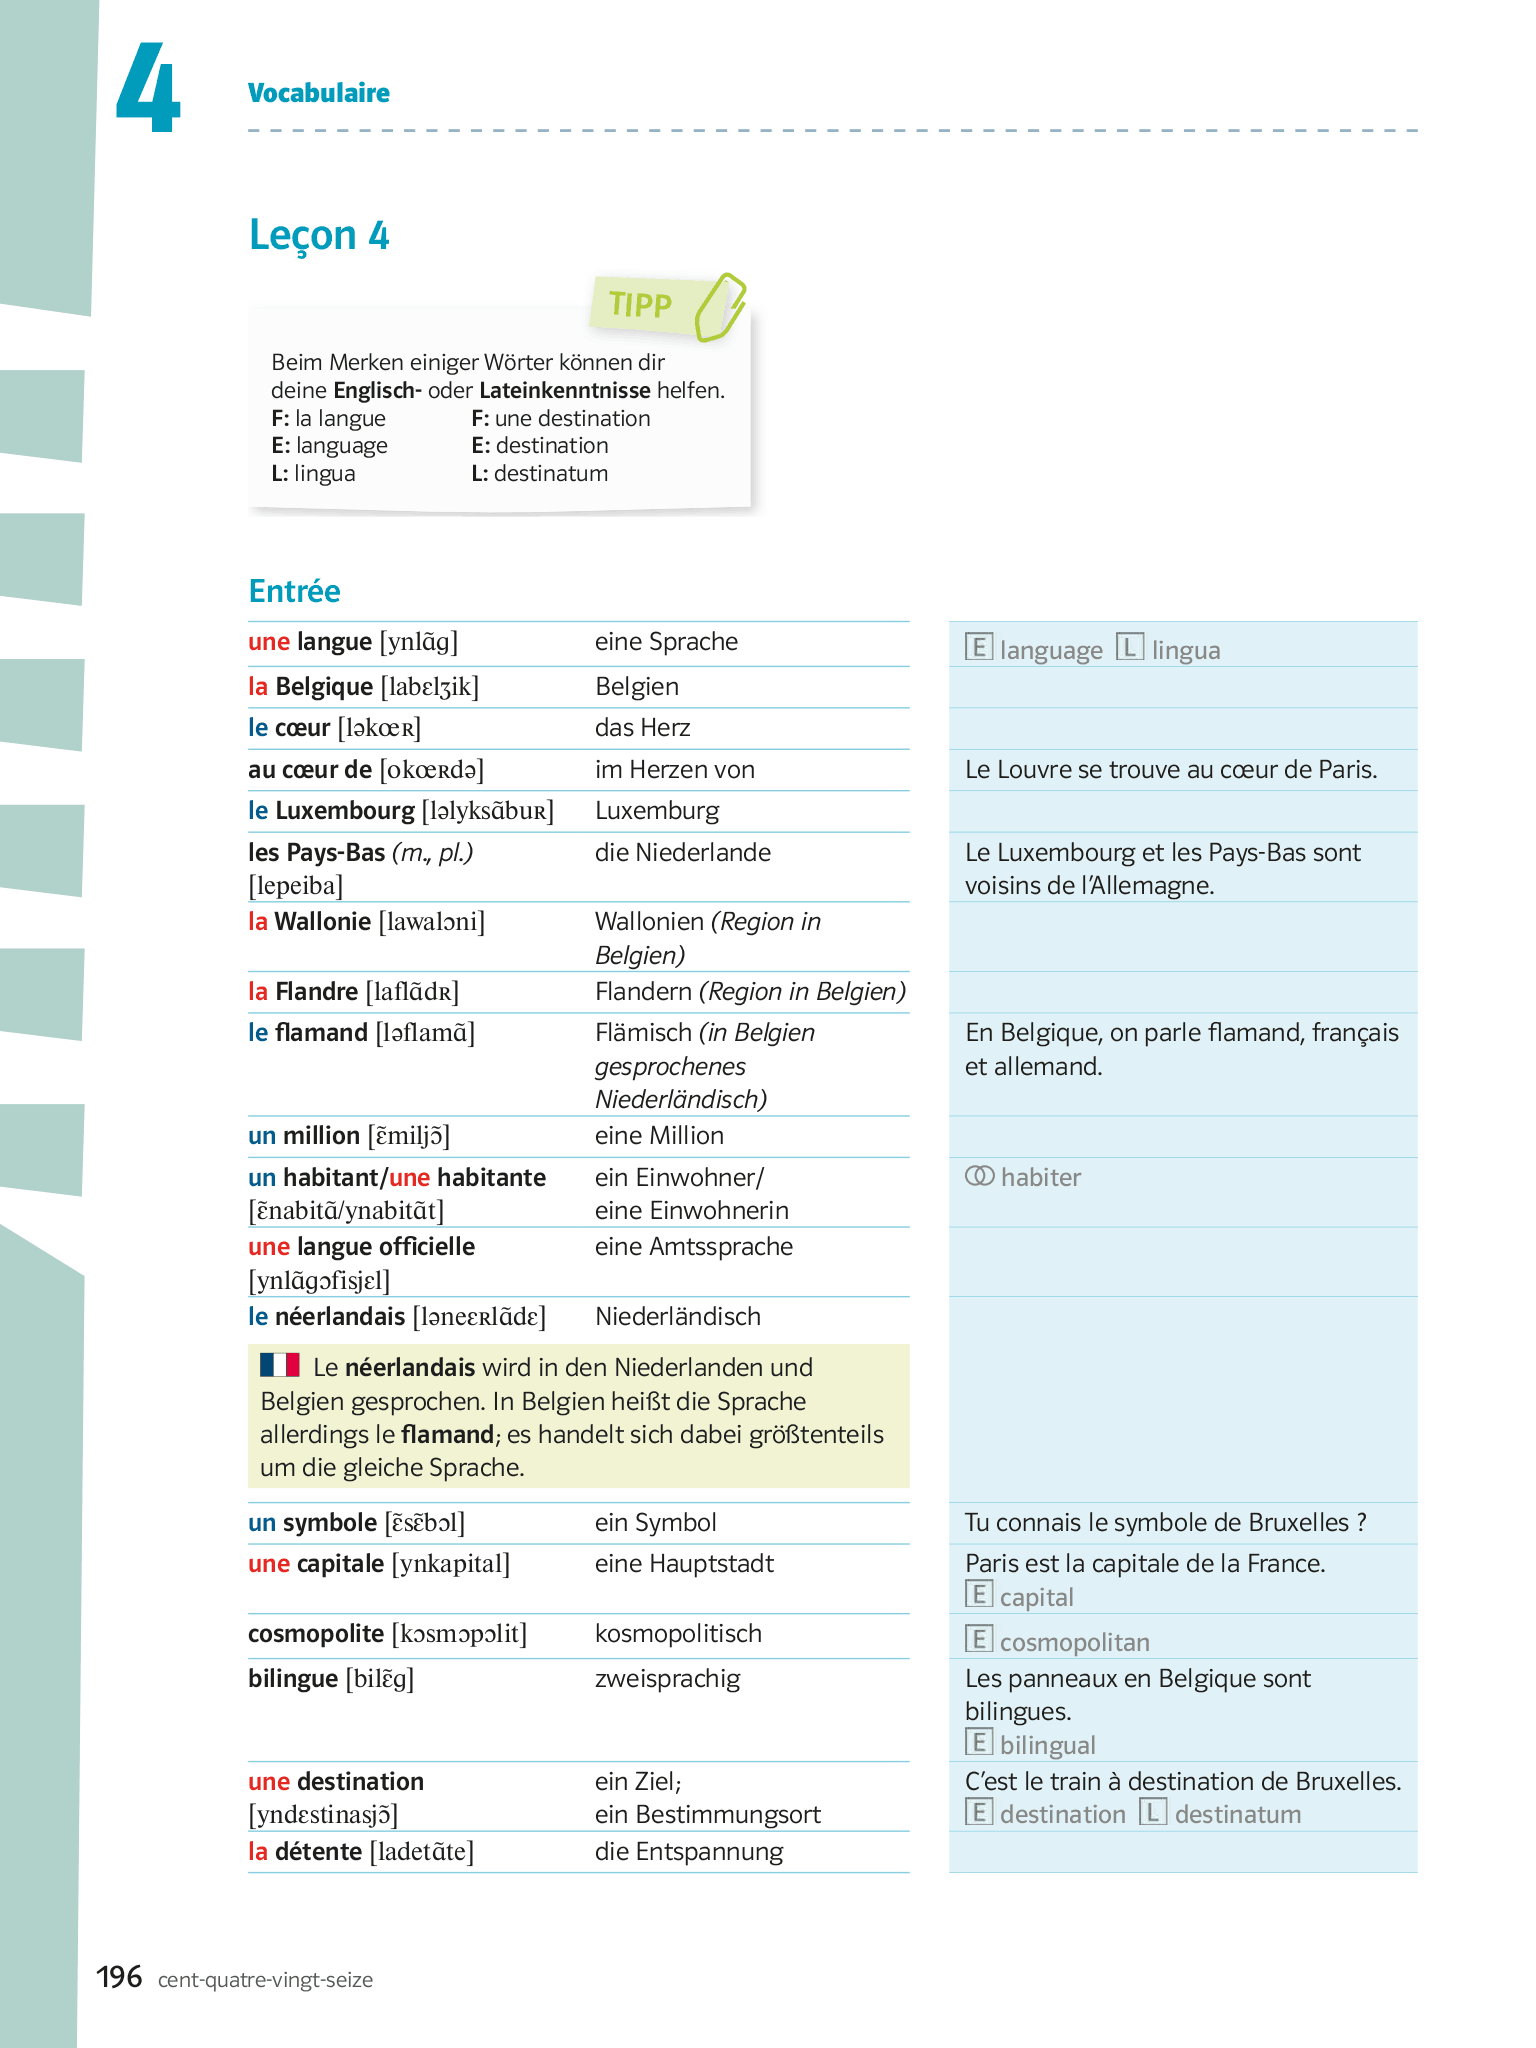 4
Vocabulaire
Leçon 4
TIPP
Beim Merken einiger Wörter können dir
deine Englisch- oder Lateinkenntnisse helfen.
F: la langue F: une destination
E: language E: destination
L: lingua L: destinatum
Entrée
une langue [ynlɑ̃g] eine Sprache E language L lingua
la Belgique [labɛlʒik] Belgien
le cœur [ləkœʀ] das Herz
au cœur de [okœʀdə] im Herzen von Le Louvre se trouve au cœur de Paris.
le Luxembourg [ləlyksɑ̃buʀ] Luxemburg
les Pays-Bas (m., pl.) die Niederlande Le Luxembourg et les Pays-Bas sont
[lepeiba] voisins de l’Allemagne.
la Wallonie [lawalɔni] Wallonien (Region in
Belgien)
la Flandre [laflɑ̃dʀ] Flandern (Region in Belgien)
le flamand [ləflamɑ̃] Flämisch (in Belgien En Belgique, on parle flamand, français
gesprochenes et allemand.
Niederländisch)
un million [ɛ̃miljɔ̃] eine Million
un habitant/une habitante ein Einwohner/ habiter
[ɛ̃nabitɑ̃/ynabitɑ̃t] eine Einwohnerin
une langue officielle eine Amtssprache
[ynlɑ̃gɔfisjɛl]
le néerlandais [ləneɛʀlɑ̃dɛ] Niederländisch
Le néerlandais wird in den Niederlanden und
Belgien gesprochen. In Belgien heißt die Sprache
allerdings le flamand; es handelt sich dabei größtenteils
um die gleiche Sprache.
un symbole [ɛ̃sɛ̃bɔl] ein Symbol Tu connais le symbole de Bruxelles ?
une capitale [ynkapital] eine Hauptstadt Paris est la capitale de la France.
E capital
cosmopolite [kɔsmɔpɔlit] kosmopolitisch E cosmopolitan
bilingue [bilɛ̃g] zweisprachig Les panneaux en Belgique sont
bilingues.
E bilingual
une destination ein Ziel; C’est le train à destination de Bruxelles.
[yndɛstinasjɔ̃] ein Bestimmungsort E destination L destinatum
la détente [ladetɑ̃te] die Entspannung
196 cent-quatre-vingt-seize